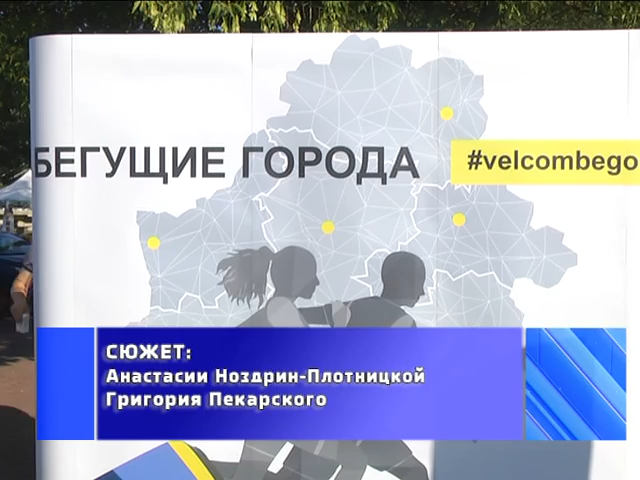 БЕГУЩИЕ ГОРОДА
#velcombego
СЮЖЕТ:
Анастасии Ноздрин-Плотницкой
Григория Пекарского